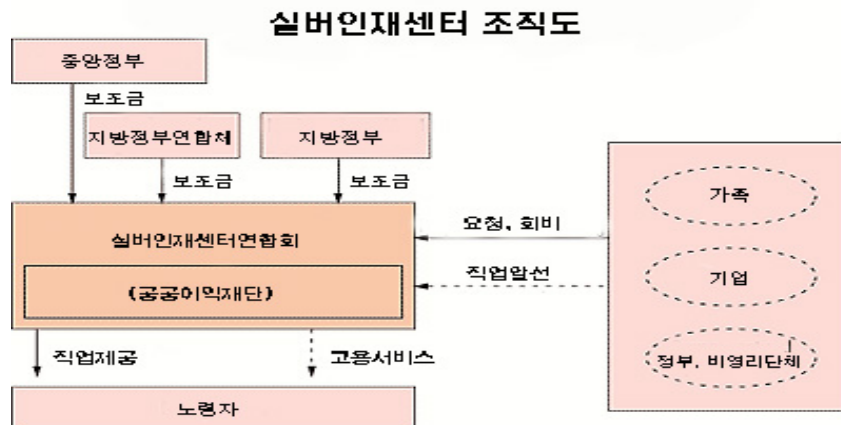 실버인재센터 조직도
중앙정부
보조금
지방정부연합체
지방정부
보조금
보조금
실버인재센터연합회
(공공이익재단)
요청, 회비
직업알선
가족
기업
정부, 비영리단체
직업제공
고용서비스
노령자